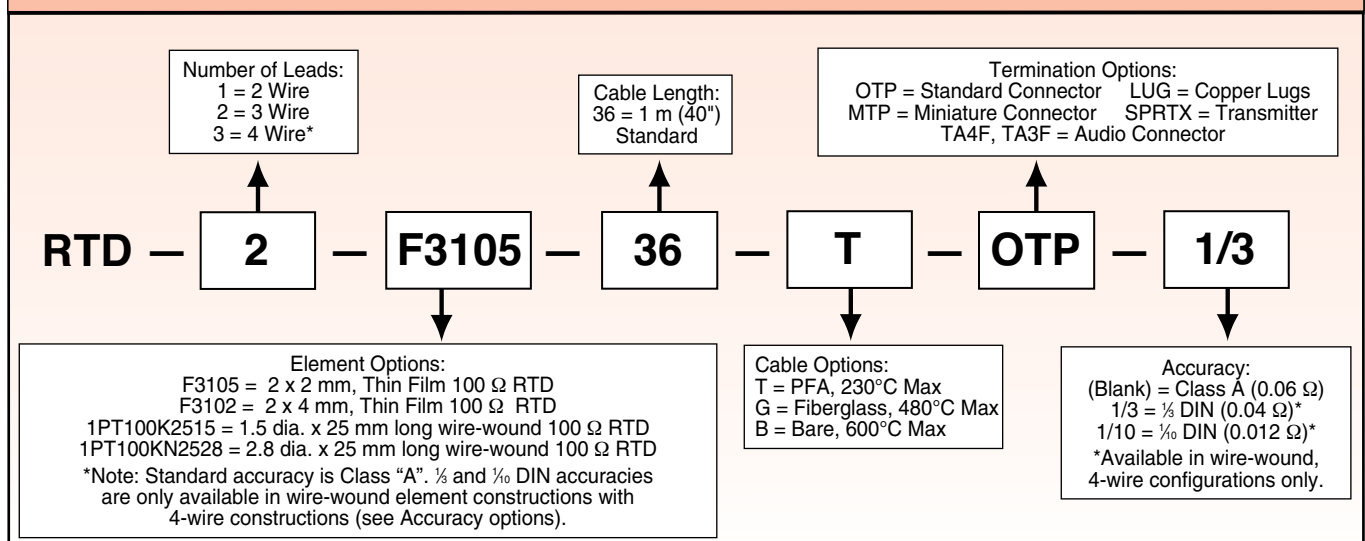 Number of Leads:
1 = 2 Wire
2 = 3 Wire
3 = 4 Wire*
Cable Length:
36 = 1 m (40")
Standard
Termination Options:
OTP = Standard Connector LUG = Copper Lugs
MTP = Miniature Connector SPRTX = Transmitter
TA4F, TA3F = Audio Connector
RTD — 2 — F3105 — 36 — T — OTP — 1/3
Element Options:
F3105 = 2 x 2 mm, Thin Film 100 Ω RTD
F3102 = 2 x 4 mm, Thin Film 100 Ω RTD
1PT100K2515 = 1.5 dia. x 25 mm long wire-wound 100 Ω RTD
1PT100KN2528 = 2.8 dia. x 25 mm long wire-wound 100 Ω RTD
*Note: Standard accuracy is Class “A”. ⅓ and ⅒ DIN accuracies
are only available in wire-wound element constructions with
4-wire constructions (see Accuracy options).
Cable Options:
T = PFA, 230°C Max
G = Fiberglass, 480°C Max
B = Bare, 600°C Max
Accuracy:
(Blank) = Class A (0.06 Ω)
1/3 = ⅓ DIN (0.04 Ω)*
1/10 = ⅒ DIN (0.012 Ω)*
*Available in wire-wound,
4-wire configurations only.